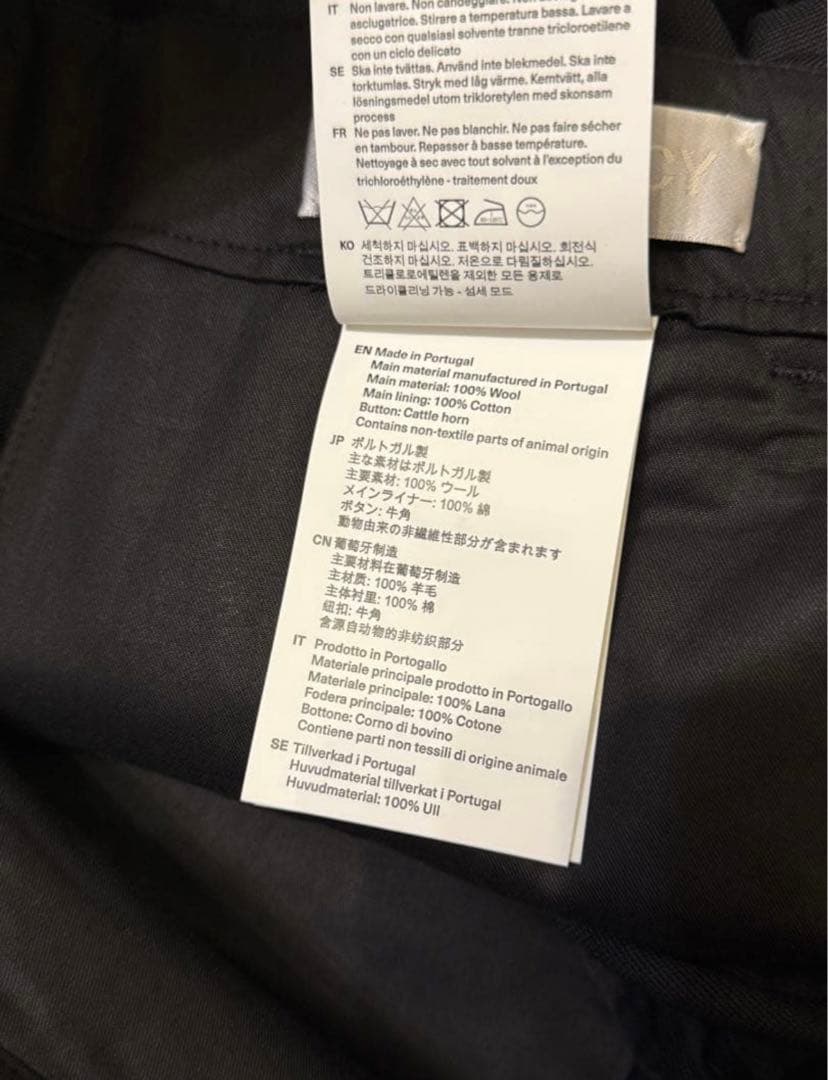 IT Non lavare. Non candeggiare. Non
asciugatrice. Stirare a temperatura bassa. Lavare a
secco con qualsiasi solvente tranne tricloroetilene
con un ciclo delicato
SE Ska inte tvättas. Använd inte blekmedel. Ska inte
torktumlas. Stryk med låg värme. Kemtvätt, alla
lösningsmedel utom trikloretylen med skonsam
process
FR Ne pas laver. Ne pas blanchir. Ne pas faire sécher
en tambour. Repasser à basse température.
Nettoyage à sec avec tout solvant à l'exception du
trichloroéthylène - traitement doux
CY
KO 세척하지 마십시오. 표백하지 마십시오. 회전식
건조하지 마십시오. 저온으로 다림질하십시오.
트리클로로에틸렌을 제외한 모든 용제로
드라이클리닝 가능 - 섬세 모드
EN Made in Portugal
Main material manufactured in Portugal
Main material: 100% Wool
Main lining: 100% Cotton
Button: Cattle horn
Contains non-textile parts of animal origin
JP ポルトガル製
主な素材はポルトガル製
主要素材: 100% ウール
メインライナー: 100% 綿
ボタン: 牛角
動物由来の非繊維性部分が含まれます
CN 葡萄牙制造
主要材料在葡萄牙制造
主材质: 100% 羊毛
主体衬里: 100% 棉
纽扣: 牛角
含源自动物的非纺织部分
IT Prodotto in Portogallo
Materiale principale prodotto in Portogallo
Materiale principale: 100% Lana
Fodera principale: 100% Cotone
Bottone: Corno di bovino
Contiene parti non tessili di origine animale
SE Tillverkad i Portugal
Huvudmaterial tillverkat i Portugal
Huvudmaterial: 100% Ull